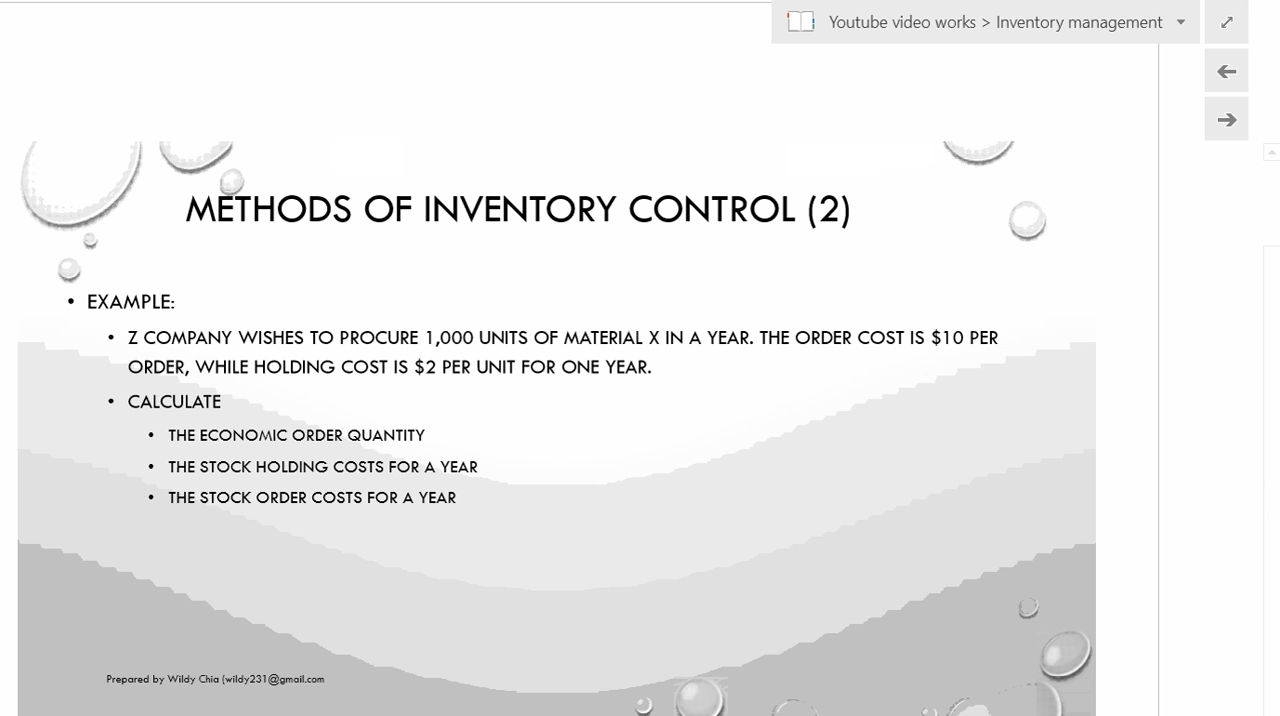 Youtube video works > Inventory management
METHODS OF INVENTORY CONTROL (2)
• EXAMPLE:
• Z COMPANY WISHES TO PROCURE 1,000 UNITS OF MATERIAL X IN A YEAR. THE ORDER COST IS $10 PER
ORDER, WHILE HOLDING COST IS $2 PER UNIT FOR ONE YEAR.
• CALCULATE
• THE ECONOMIC ORDER QUANTITY
• THE STOCK HOLDING COSTS FOR A YEAR
• THE STOCK ORDER COSTS FOR A YEAR
Prepared by Wildy Chia (wildy231@gmail.com